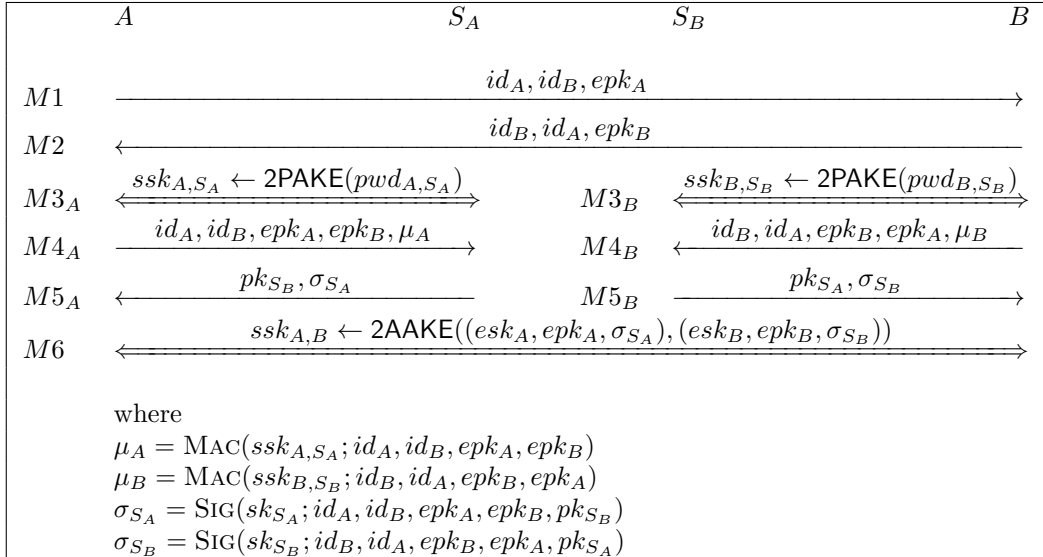 A S_A S_B B
id_A, id_B, epk_A
M1
id_B, id_A, epk_B
M2
ssk_{A,S_A} ← 2PAKE(pwd_{A,S_A}) ssk_{B,S_B} ← 2PAKE(pwd_{B,S_B})
M3_A M3_B
id_A, id_B, epk_A, epk_B, μ_A id_B, id_A, epk_B, epk_A, μ_B
M4_A M4_B
pk_{S_B}, σ_{S_A} pk_{S_A}, σ_{S_B}
M5_A M5_B
ssk_{A,B} ← 2AAKE((esk_A, epk_A, σ_{S_A}), (esk_B, epk_B, σ_{S_B}))
M6
where
μ_A = MAC(ssk_{A,S_A}; id_A, id_B, epk_A, epk_B)
μ_B = MAC(ssk_{B,S_B}; id_B, id_A, epk_B, epk_A)
σ_{S_A} = SIG(sk_{S_A}; id_A, id_B, epk_A, epk_B, pk_{S_B})
σ_{S_B} = SIG(sk_{S_B}; id_B, id_A, epk_B, epk_A, pk_{S_A})